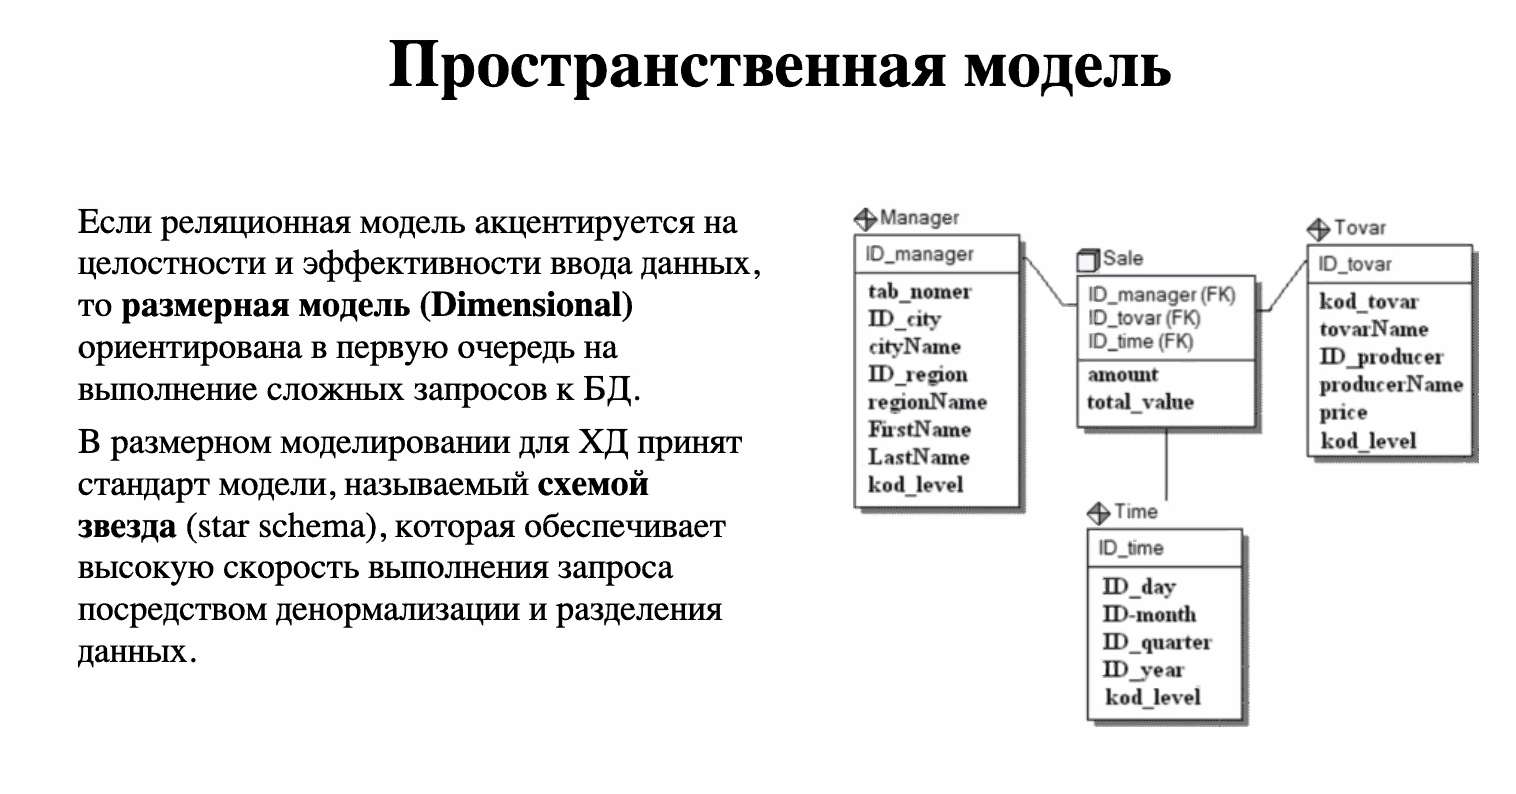 Пространственная модель
Если реляционная модель акцентируется на
целостности и эффективности ввода данных,
то размерная модель (Dimensional)
ориентирована в первую очередь на
выполнение сложных запросов к БД.
В размерном моделировании для ХД принят
стандарт модели, называемый схемой
звезда (star schema), которая обеспечивает
высокую скорость выполнения запроса
посредством денормализации и разделения
данных.
Manager
ID_manager
tab_nomer
ID_city
cityName
ID_region
regionName
FirstName
LastName
kod_level
Sale
ID_manager (FK)
ID_tovar (FK)
ID_time (FK)
amount
total_value
Tovar
ID_tovar
kod_tovar
tovarName
ID_producer
producerName
price
kod_level
Time
ID_time
ID_day
ID-month
ID_quarter
ID_year
kod_level